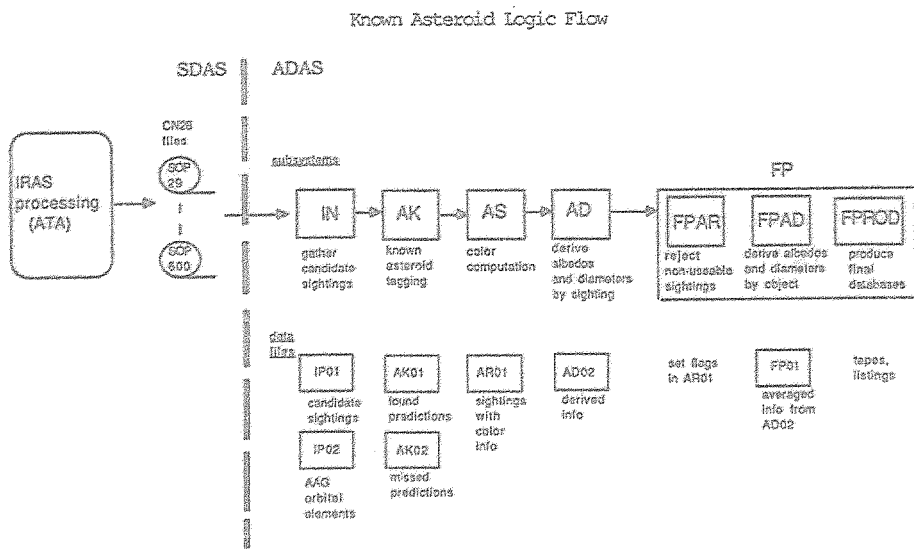 Known Asteroid Logic Flow
SDAS
ADAS
CN28
files
SOP
29
SOP
600
IRAS
processing
(ATA)
subsystems
IN
gather
candidate
sightings
AK
known
asteroid
tagging
AS
color
computation
AD
derive
albedos
and diameters
by sighting
FP
FPAR
reject
non-useable
sightings
FPAD
derive albedos
and diameters
by object
FPROD
produce
final
databases
data
files
IP01
candidate
sightings
AK01
found
predictions
AR01
sightings
with
color
info
AD02
derived
info
set flags
in AR01
FP01
averaged
info from
AD02
tapes,
listings
IP02
AAG
orbital
elements
AK02
missed
predictions